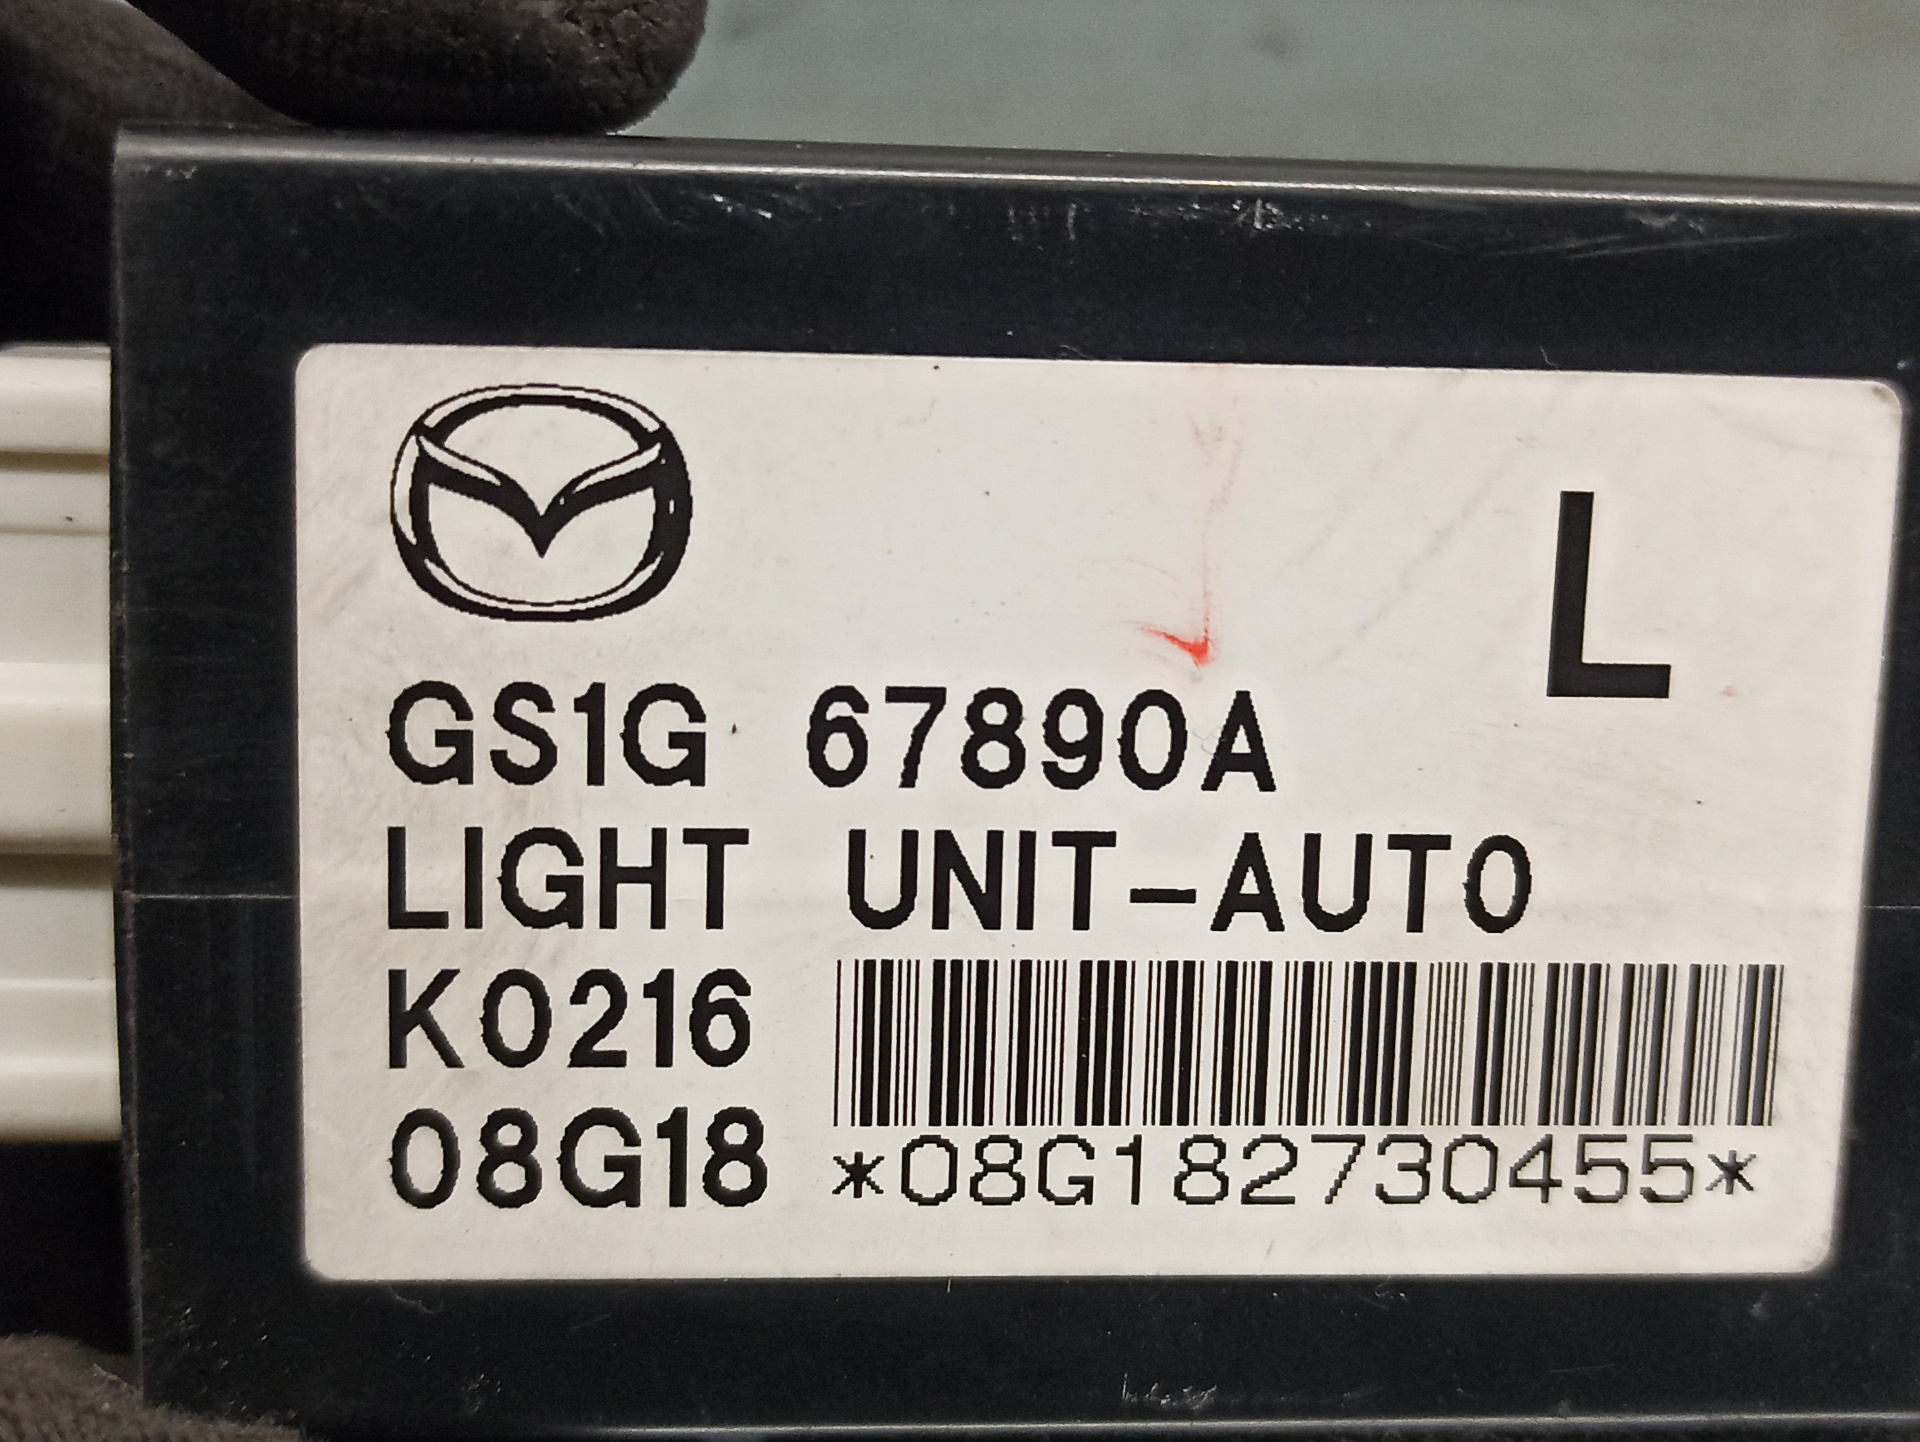 L
GS1G 67890A
LIGHT UNIT-AUTO
K0216
08G18
*08G182730455*